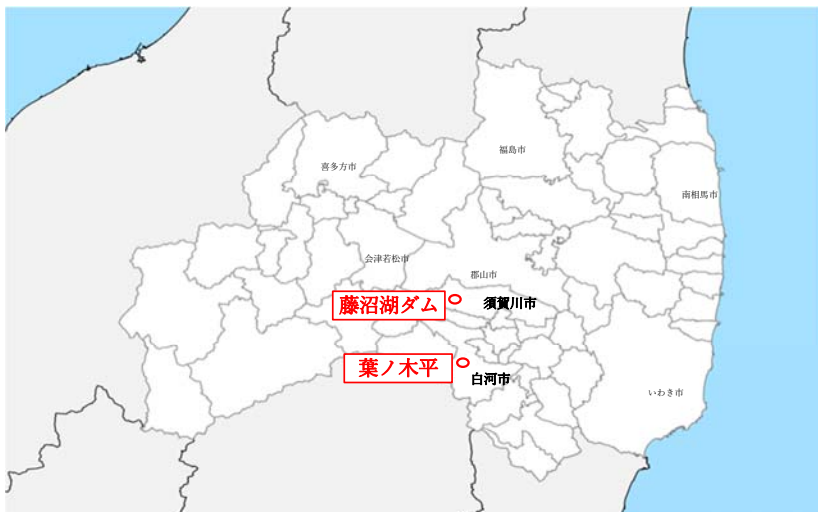 福島市
喜多方市
南相馬市
会津若松市
郡山市
藤沼湖ダム
須賀川市
葉ノ木平
白河市
いわき市